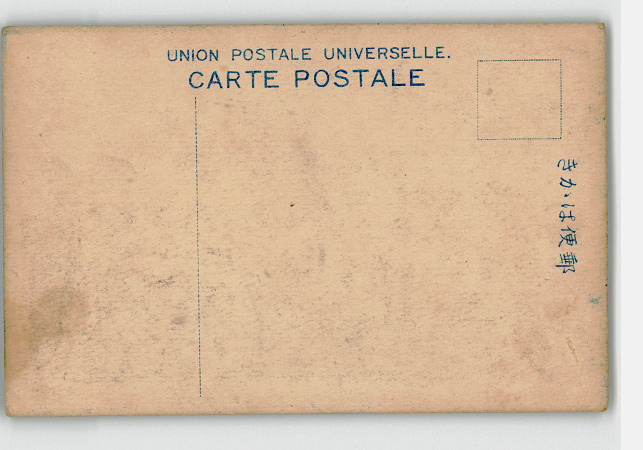 UNION POSTALE UNIVERSELLE.
CARTE POSTALE
きかは便郵